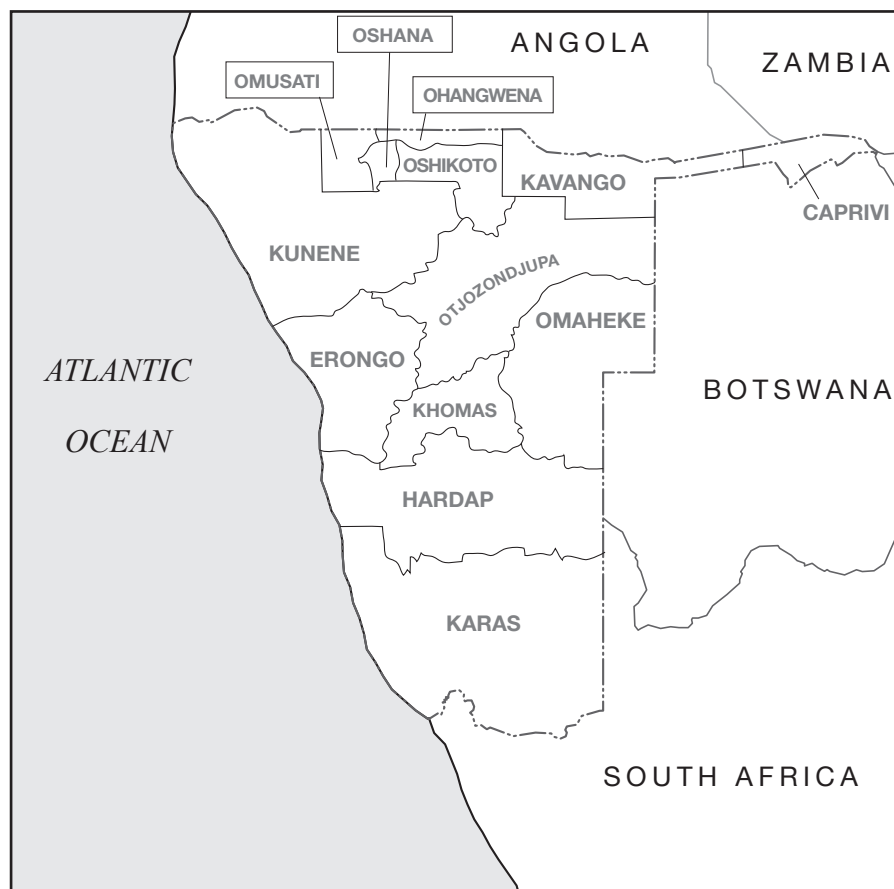 OSHANA
ANGOLA
ZAMBIA
OMUSATI
OHANGWENA
OSHIKOTO
KAVANGO
CAPRIVI
KUNENE
OTJOZONDJUPA
OMAHEKE
ERONGO
ATLANTIC
OCEAN
BOTSWANA
KHOMAS
HARDAP
KARAS
SOUTH AFRICA